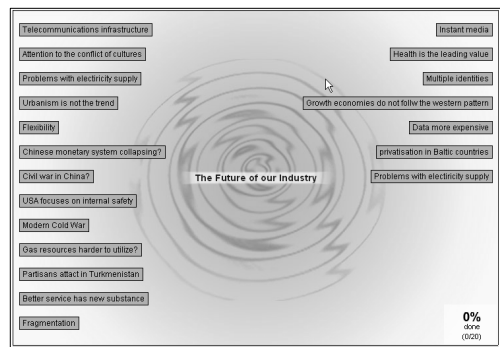 Telecommunications infrastructure
Attention to the conflict of cultures
Problems with electricity supply
Urbanism is not the trend
Flexibility
Chinese monetary system collapsing?
Civil war in China?
USA focuses on internal safety
Modern Cold War
Gas resources harder to utilize?
Partisans attact in Turkmenistan
Better service has new substance
Fragmentation
Instant media
Health is the leading value
Multiple identities
Growth economies do not follw the western pattern
Data more expensive
privatisation in Baltic countries
Problems with electricity supply
The Future of our Industry
0%
done
(0/20)